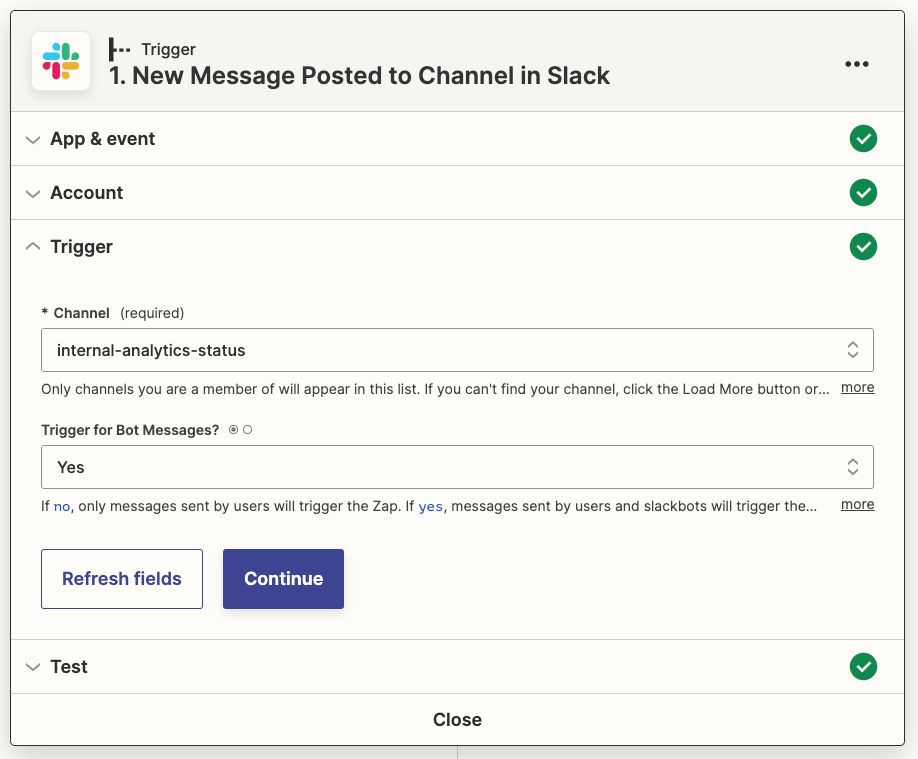 Trigger
1. New Message Posted to Channel in Slack
App & event
Account
Trigger
* Channel (required)
internal-analytics-status
Only channels you are a member of will appear in this list. If you can't find your channel, click the Load More button or... more
Trigger for Bot Messages?
Yes
If no, only messages sent by users will trigger the Zap. If yes, messages sent by users and slackbots will trigger the... more
Refresh fields
Continue
Test
Close